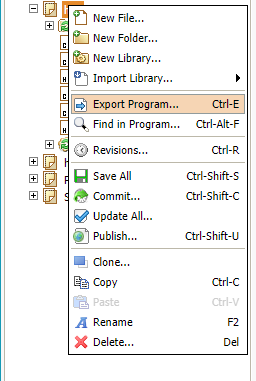 New File...
New Folder...
New Library...
Import Library...
Export Program... Ctrl-E
Find in Program... Ctrl-Alt-F
Revisions... Ctrl-R
Save All Ctrl-Shift-S
Commit... Ctrl-Shift-C
Update All...
Publish... Ctrl-Shift-U
Clone...
Copy Ctrl-C
Paste Ctrl-V
Rename F2
Delete... Del